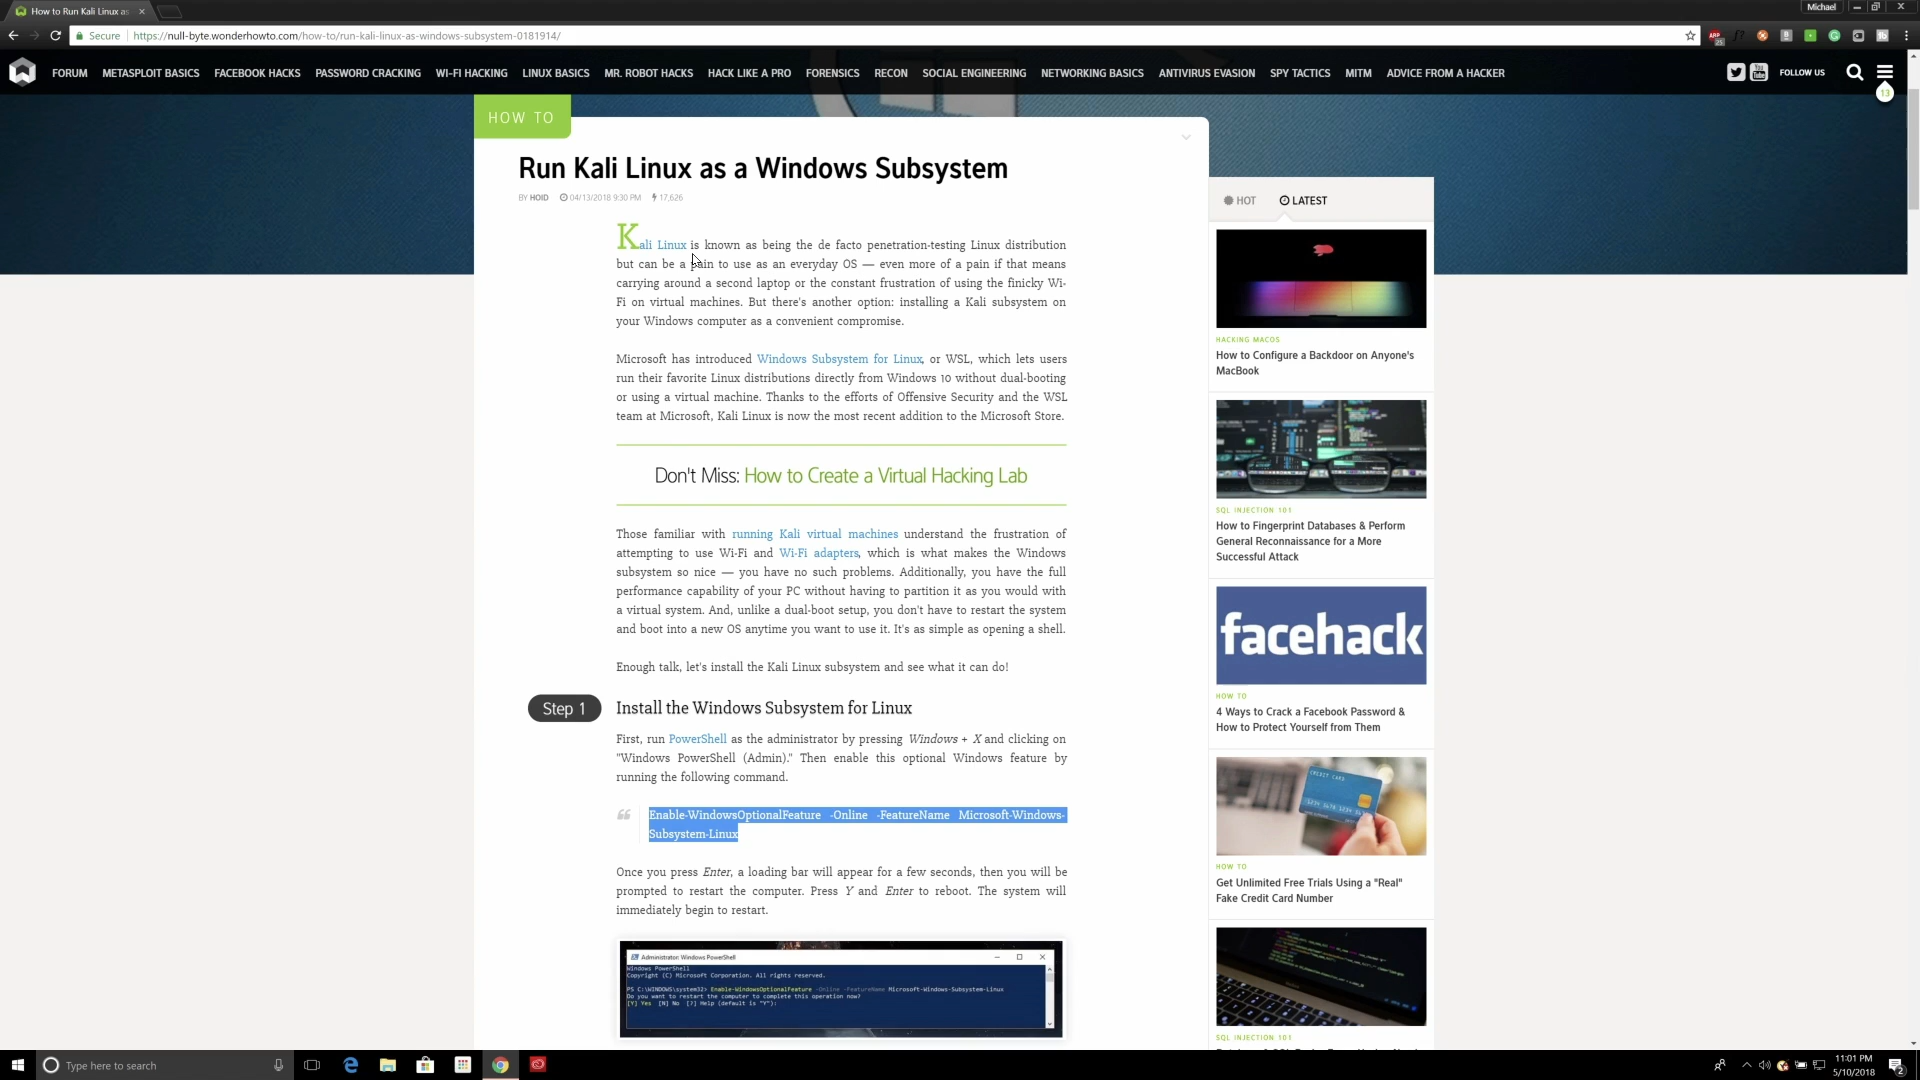 How to Run Kali Linux as
Michael
Secure
https://null-byte.wonderhowto.com/how-to/run-kali-linux-as-windows-subsystem-0181914/
FORUM METASPLOIT BASICS FACEBOOK HACKS PASSWORD CRACKING WI-FI HACKING LINUX BASICS MR. ROBOT HACKS HACK LIKE A PRO FORENSICS RECON SOCIAL ENGINEERING NETWORKING BASICS ANTIVIRUS EVASION SPY TACTICS MITM ADVICE FROM A HACKER
FOLLOW US
13
HOW TO
Run Kali Linux as a Windows Subsystem
BY HOID 04/13/2018 9:30 PM 17,626
Kali Linux is known as being the de facto penetration-testing Linux distribution
but can be a pain to use as an everyday OS — even more of a pain if that means
carrying around a second laptop or the constant frustration of using the finicky Wi-
Fi on virtual machines. But there's another option: installing a Kali subsystem on
your Windows computer as a convenient compromise.
Microsoft has introduced Windows Subsystem for Linux, or WSL, which lets users
run their favorite Linux distributions directly from Windows 10 without dual-booting
or using a virtual machine. Thanks to the efforts of Offensive Security and the WSL
team at Microsoft, Kali Linux is now the most recent addition to the Microsoft Store.
Don't Miss: How to Create a Virtual Hacking Lab
Those familiar with running Kali virtual machines understand the frustration of
attempting to use Wi-Fi and Wi-Fi adapters, which is what makes the Windows
subsystem so nice — you have no such problems. Additionally, you have the full
performance capability of your PC without having to partition it as you would with
a virtual system. And, unlike a dual-boot setup, you don't have to restart the system
and boot into a new OS anytime you want to use it. It's as simple as opening a shell.
Enough talk, let's install the Kali Linux subsystem and see what it can do!
Step 1
Install the Windows Subsystem for Linux
First, run PowerShell as the administrator by pressing Windows + X and clicking on
"Windows PowerShell (Admin)." Then enable this optional Windows feature by
running the following command.
Enable-WindowsOptionalFeature -Online -FeatureName Microsoft-Windows-
Subsystem-Linux
Once you press Enter, a loading bar will appear for a few seconds, then you will be
prompted to restart the computer. Press Y and Enter to reboot. The system will
immediately begin to restart.
Administrator: Windows PowerShell
Windows PowerShell
Copyright (C) Microsoft Corporation. All rights reserved.
PS C:\WINDOWS\system32> Enable-WindowsOptionalFeature -Online -FeatureName Microsoft-Windows-Subsystem-Linux
Do you want to restart the computer to complete this operation now?
[Y] Yes [N] No [?] Help (default is "Y"):
HOT
LATEST
HACKING MACOS
How to Configure a Backdoor on Anyone's
MacBook
SQL INJECTION 101
How to Fingerprint Databases & Perform
General Reconnaissance for a More
Successful Attack
facehack
HOW TO
4 Ways to Crack a Facebook Password &
How to Protect Yourself from Them
CREDIT CARD
HOW TO
Get Unlimited Free Trials Using a "Real"
Fake Credit Card Number
SQL INJECTION 101
Type here to search
11:01 PM
5/10/2018
2